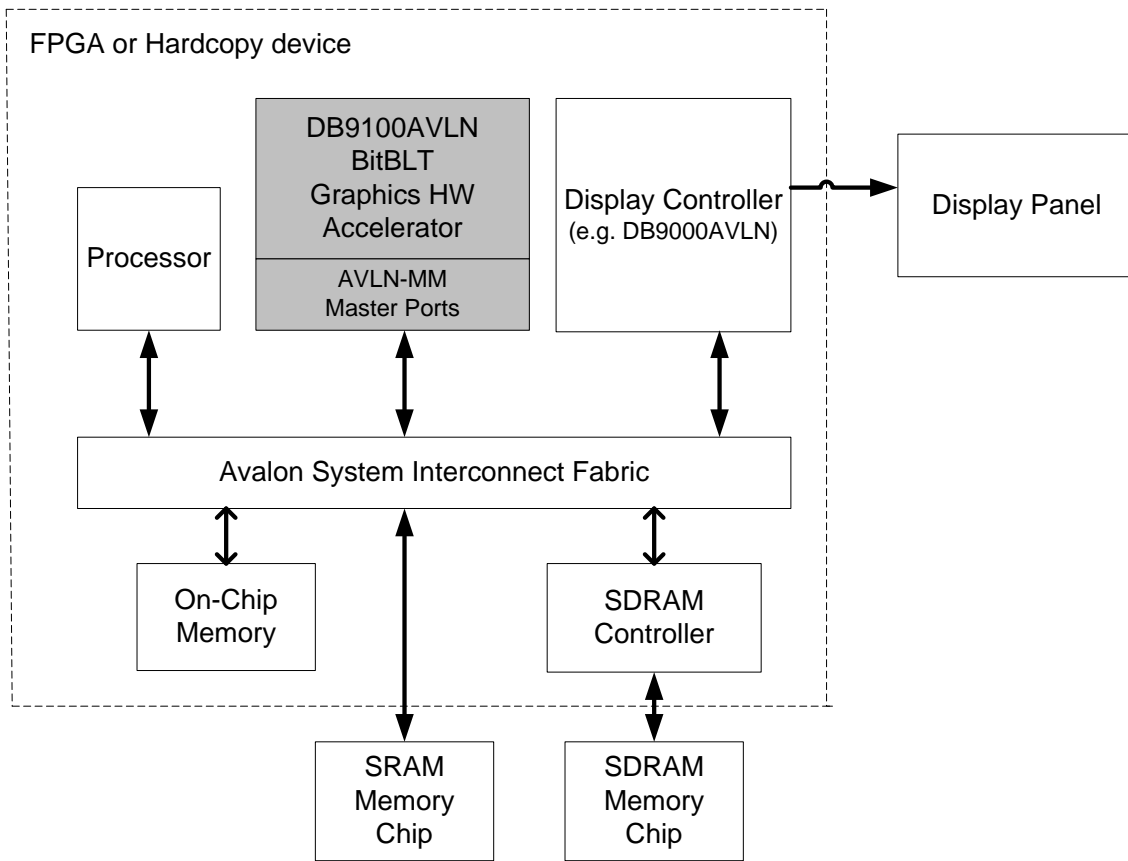 FPGA or Hardcopy device
DB9100AVLN
BitBLT
Graphics HW
Accelerator
AVLN-MM
Master Ports
Processor
Display Controller
(e.g. DB9000AVLN)
Display Panel
Avalon System Interconnect Fabric
On-Chip
Memory
SDRAM
Controller
SRAM
Memory
Chip
SDRAM
Memory
Chip